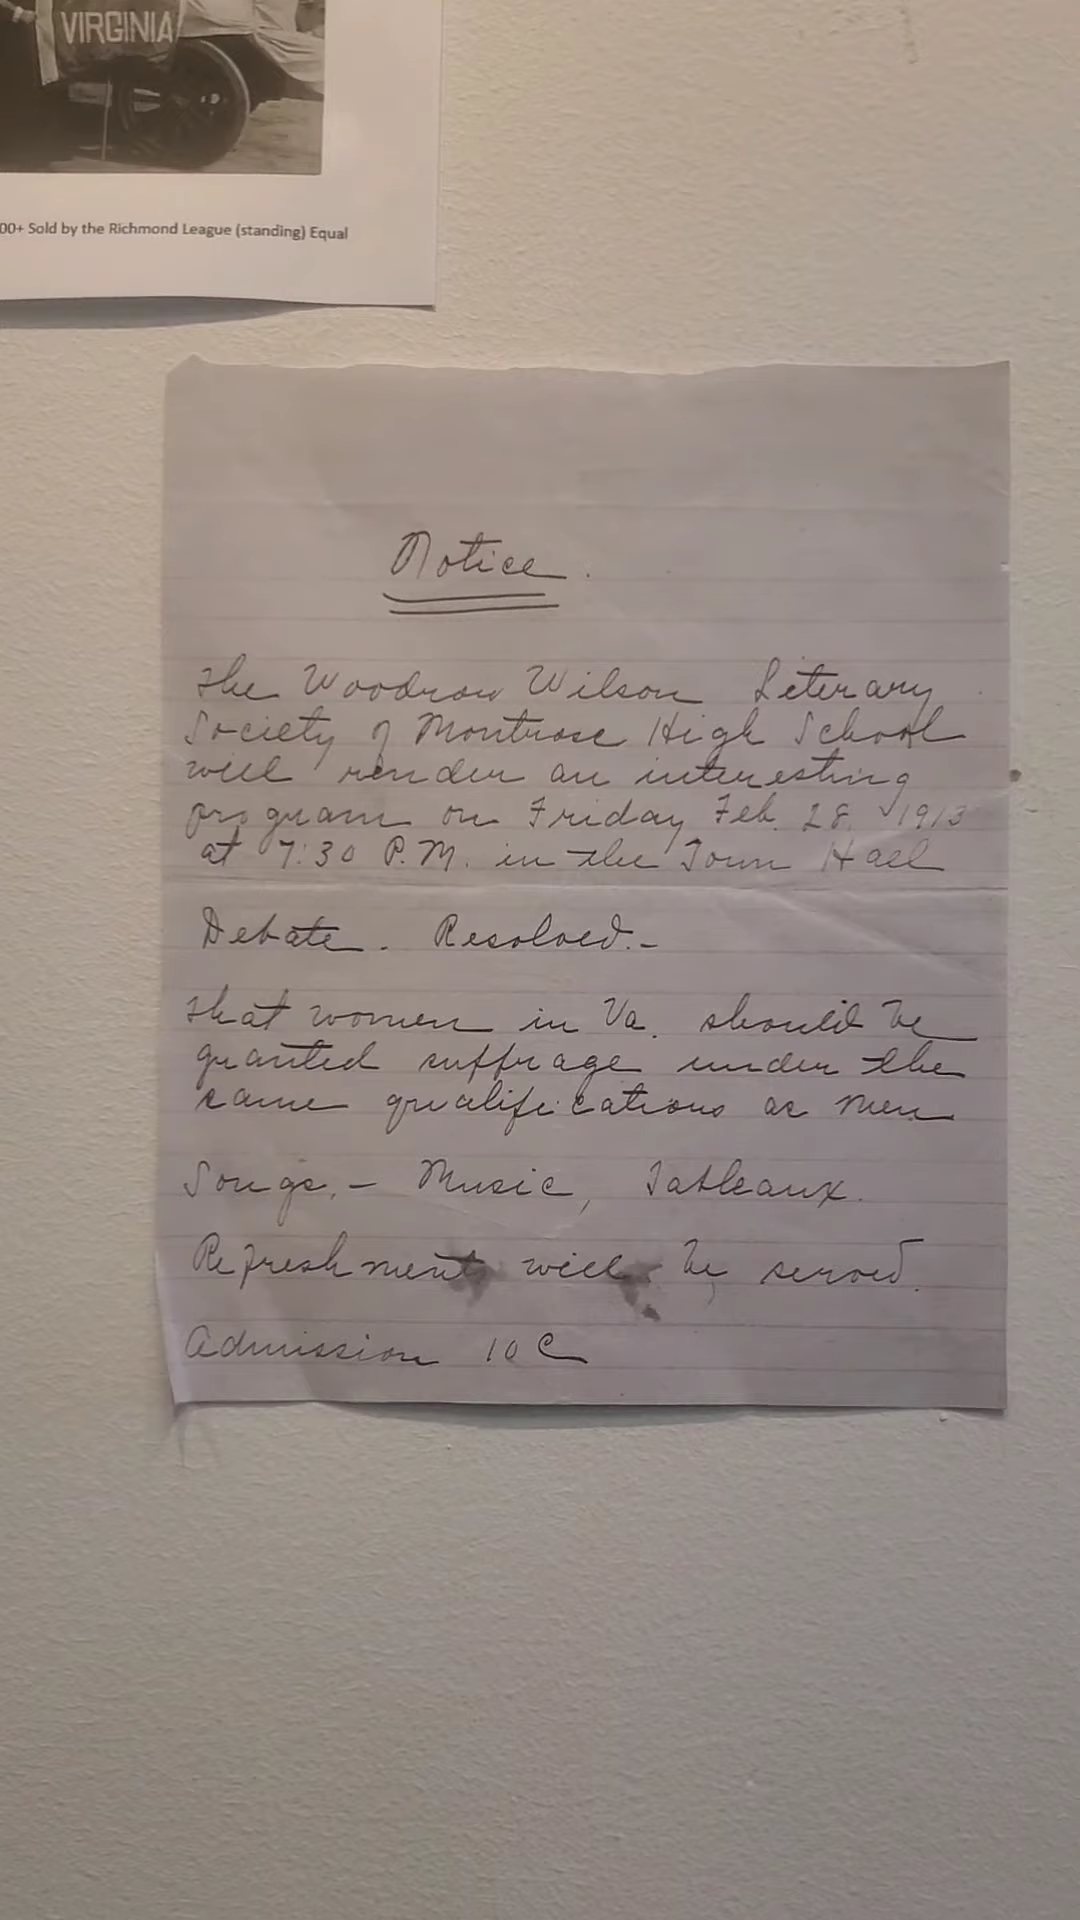 VIRGINIA
00+ Sold by the Richmond League (standing) Equal
Notice.
The Woodrow Wilson Literary
Society of Montrose High School
will render an interesting
program on Friday Feb. 28, 1913
at 7:30 P.M. in the Town Hall
Debate. Resolved.-
that women in Va. should be
granted suffrage under the
same qualifications as men
Songs, - Music, Tableaux.
Refreshments will be served.
Admission 10 C